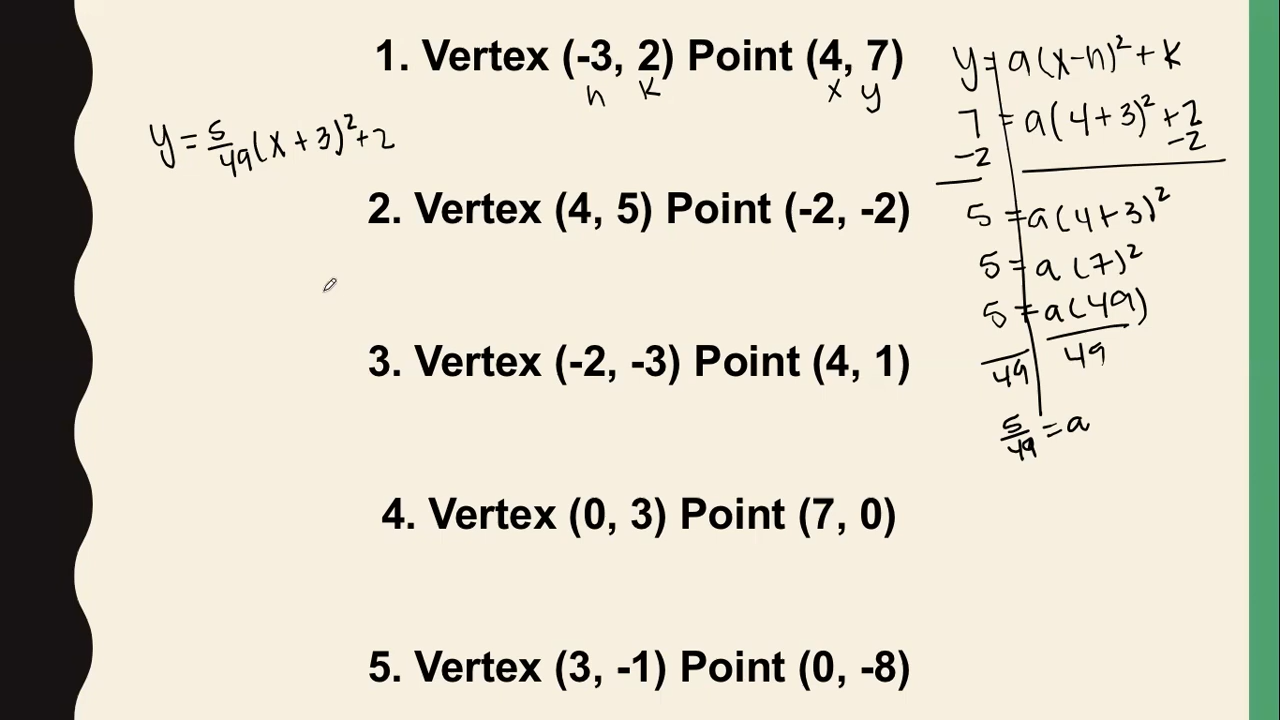 1. Vertex (-3, 2) Point (4, 7)
h k x y
y = 5/49 (x + 3)² + 2
2. Vertex (4, 5) Point (-2, -2)
3. Vertex (-2, -3) Point (4, 1)
4. Vertex (0, 3) Point (7, 0)
5. Vertex (3, -1) Point (0, -8)
y = a(x-h)² + k
7 = a(4+3)² + 2
-2 -2
5 = a(4+3)²
5 = a(7)²
5 = a(49)
49 49
5/49 = a